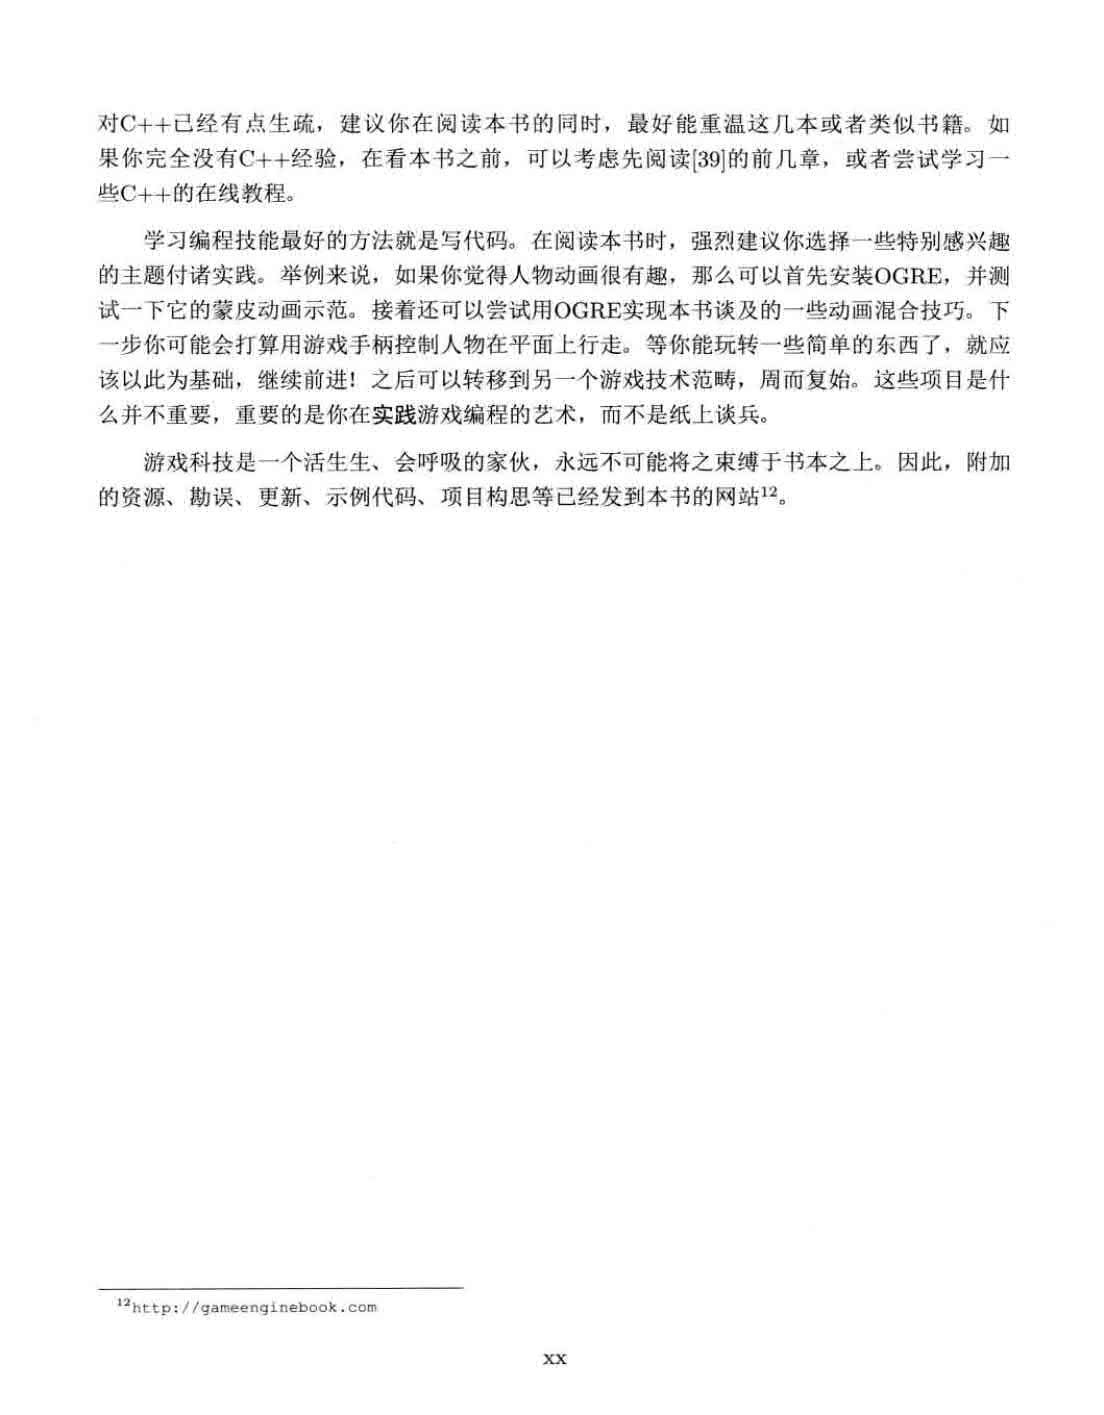 对C++已经有点生疏，建议你在阅读本书的同时，最好能重温这几本或者类似书籍。如
果你完全没有C++经验，在看本书之前，可以考虑先阅读[39]的前几章，或者尝试学习一
些C++的在线教程。
学习编程技能最好的方法就是写代码。在阅读本书时，强烈建议你选择一些特别感兴趣
的主题付诸实践。举例来说，如果你觉得人物动画很有趣，那么可以首先安装OGRE，并测
试一下它的蒙皮动画示范。接着还可以尝试用OGRE实现本书谈及的一些动画混合技巧。下
一步你可能会打算用游戏手柄控制人物在平面上行走。等你能玩转一些简单的东西了，就应
该以此为基础，继续前进！之后可以转移到另一个游戏技术范畴，周而复始。这些项目是什
么并不重要，重要的是你在实践游戏编程的艺术，而不是纸上谈兵。
游戏科技是一个活生生、会呼吸的家伙，永远不可能将之束缚于书本之上。因此，附加
的资源、勘误、更新、示例代码、项目构思等已经发到本书的网站¹²。
¹²http://gameenginebook.com
xx